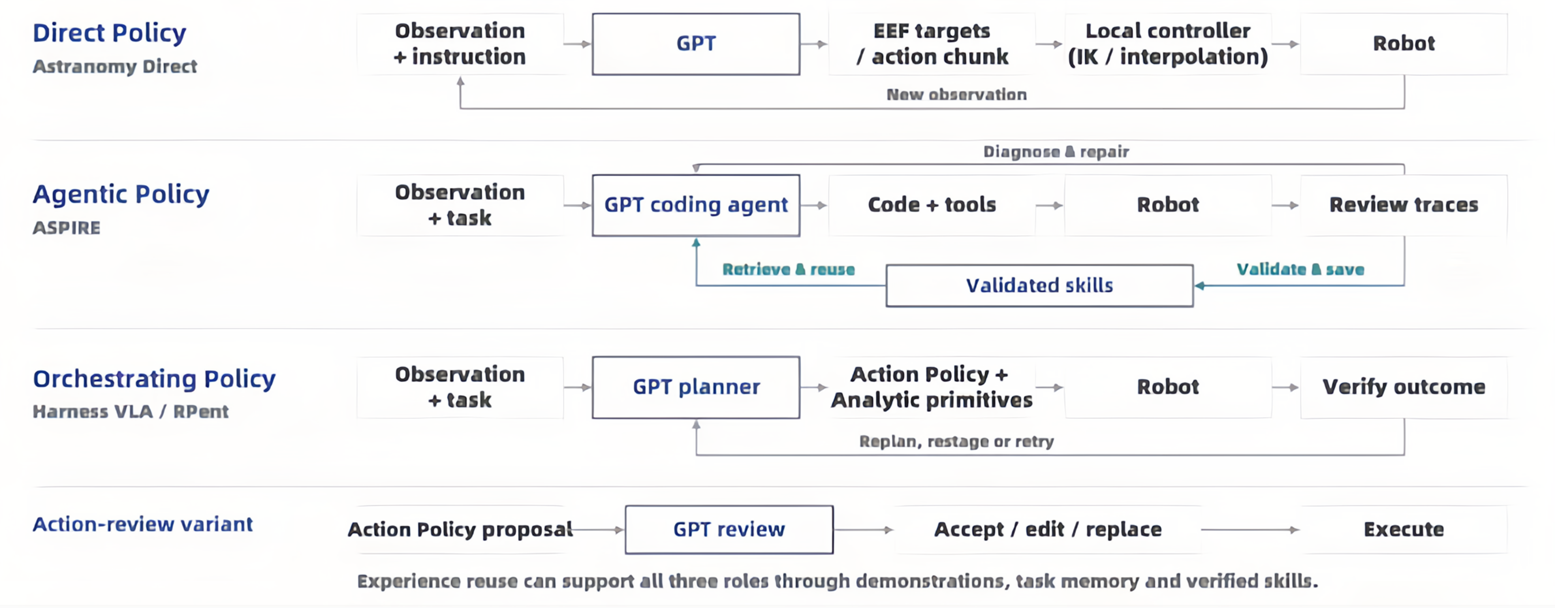 Direct Policy
Astranomy Direct
Observation
+ instruction
GPT
EEF targets
/ action chunk
Local controller
(IK / interpolation)
Robot
New observation
Diagnose & repair
Agentic Policy
ASPIRE
Observation
+ task
GPT coding agent
Code + tools
Robot
Review traces
Retrieve & reuse
Validated skills
Validate & save
Orchestrating Policy
Harness VLA / RPent
Observation
+ task
GPT planner
Action Policy +
Analytic primitives
Robot
Verify outcome
Replan, restage or retry
Action-review variant
Action Policy proposal
GPT review
Accept / edit / replace
Execute
Experience reuse can support all three roles through demonstrations, task memory and verified skills.